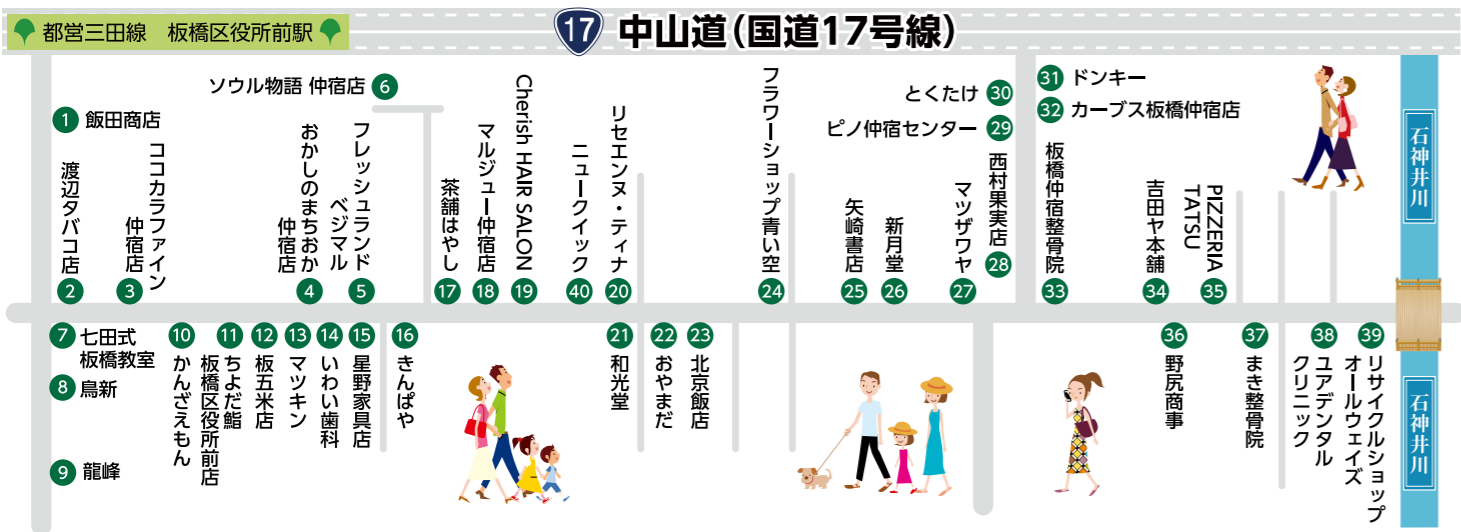 都営三田線 板橋区役所前駅
17 中山道(国道17号線)
1 飯田商店
渡辺タバコ店
2
ココカラファイン
仲宿店
3
おかしのまちおか
仲宿店
4
フレッシュランド
ベジマル
5
ソウル物語 仲宿店 6
茶舗はやし
17
マルジュー仲宿店
18
Cherish HAIR SALON
19
ニュークイック
40
リセエンヌ・ティナ
20
フラワーショップ青い空
24
矢崎書店
25
新月堂
26
マツザワヤ
27
とくたけ 30
ピノ仲宿センター 29
西村果実店
28
31 ドンキー
32 カーブス板橋仲宿店
板橋仲宿整骨院
33
吉田ヤ本舗
34
PIZZERIA
TATSU
35
石神井川
7 七田式
板橋教室
8 鳥新
9 龍峰
10
かんざえもん
11
ちよだ鮨
板橋区役所前店
12
板五米店
13
マツキン
14
いわい歯科
15
星野家具店
16
きんぱや
21
和光堂
22
おやまだ
23
北京飯店
36
野尻商事
37
まき整骨院
38
ユアデンタル
クリニック
39
リサイクルショップ
オールウェイズ
石神井川